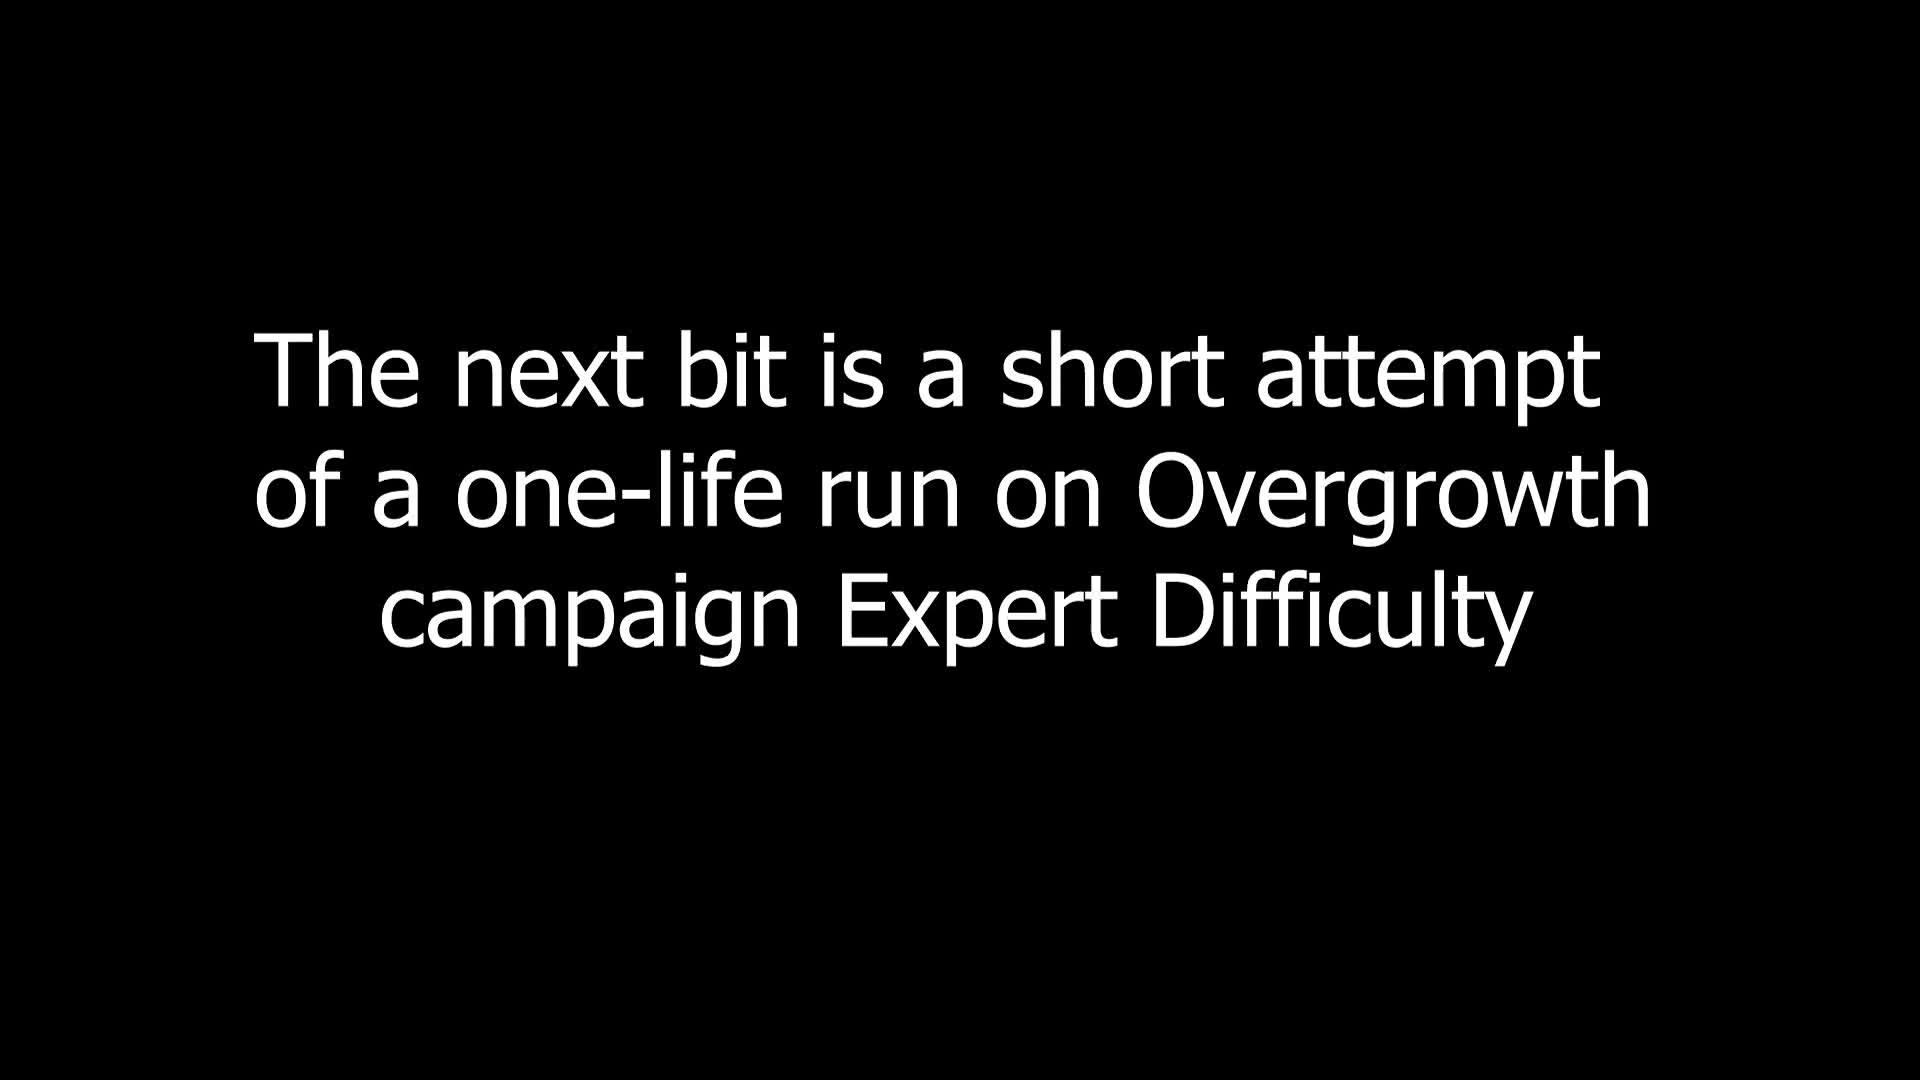 The next bit is a short attempt
of a one-life run on Overgrowth
campaign Expert Difficulty